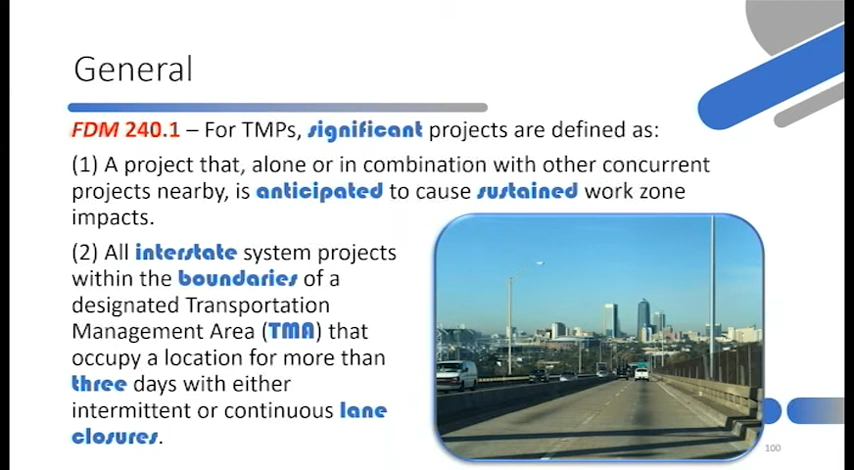 General
FDM 240.1 – For TMPs, significant projects are defined as:
(1) A project that, alone or in combination with other concurrent
projects nearby, is anticipated to cause sustained work zone
impacts.
(2) All interstate system projects
within the boundaries of a
designated Transportation
Management Area (TMA) that
occupy a location for more than
three days with either
intermittent or continuous lane
closures.
100